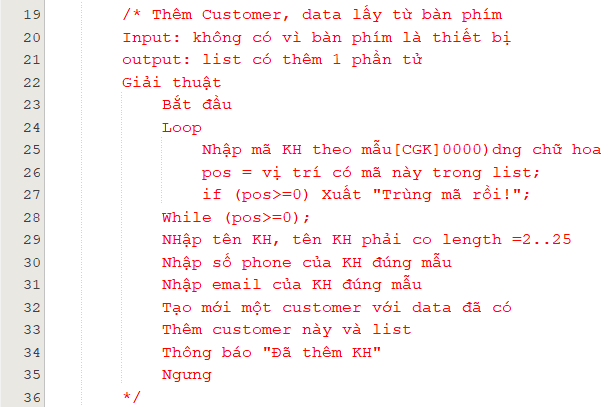 19 /* Thêm Customer, data lấy từ bàn phím
20 Input: không có vì bàn phím là thiết bị
21 output: list có thêm 1 phần tử
22 Giải thuật
23 Bắt đầu
24 Loop
25 Nhập mã KH theo mẫu[CGK]0000)dng chữ hoa
26 pos = vị trí có mã này trong list;
27 if (pos>=0) Xuất "Trùng mã rồi!";
28 While (pos>=0);
29 NHập tên KH, tên KH phải co length =2..25
30 Nhập số phone của KH đúng mẫu
31 Nhập email của KH đúng mẫu
32 Tạo mới một customer với data đã có
33 Thêm customer này và list
34 Thông báo "Đã thêm KH"
35 Ngưng
36 */